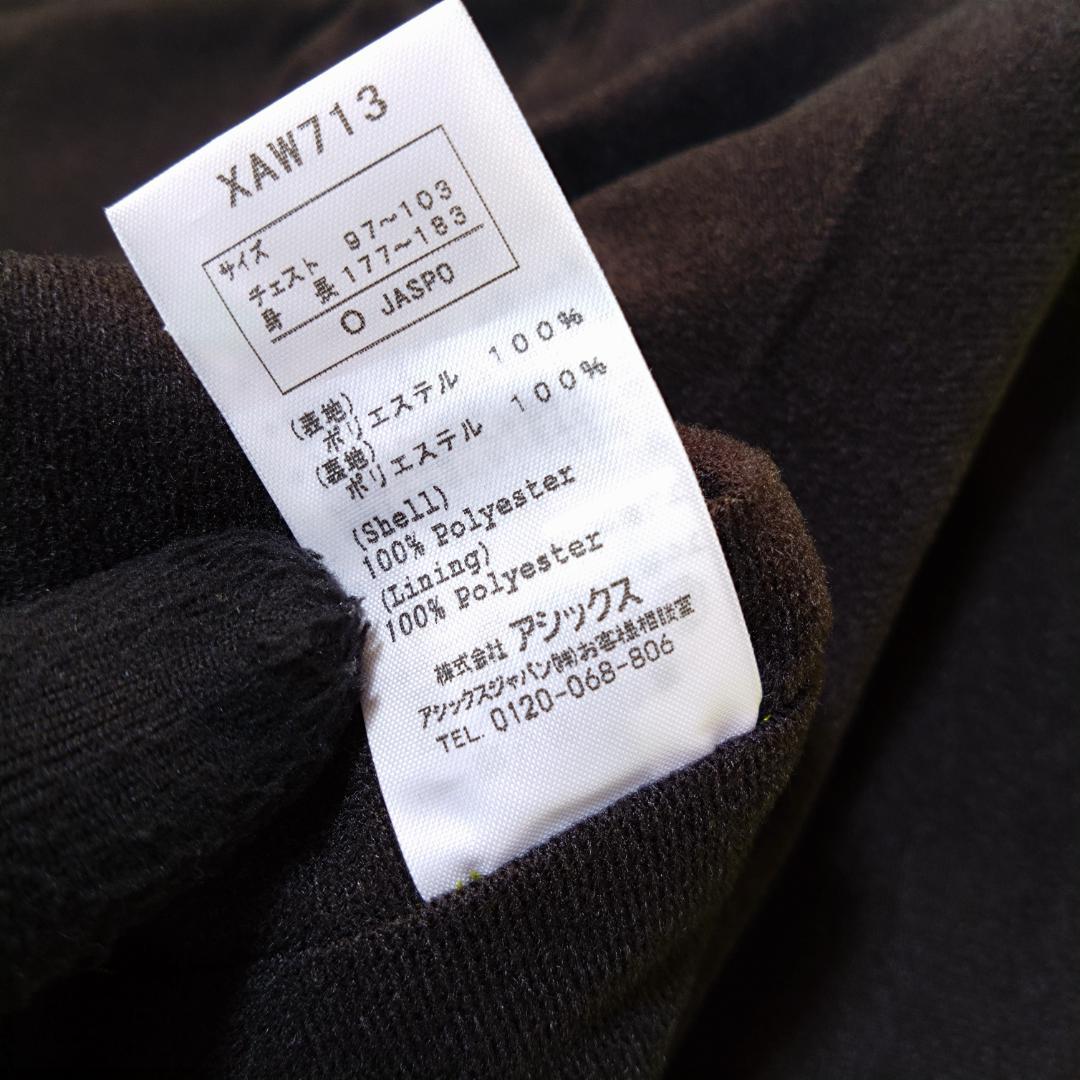 XAW713
サイズ
チェスト 97~103
身 長 177~183
O JASPO
(表地)
ポリエステル 100%
(裏地)
ポリエステル 100%
(Shell)
100% Polyester
(Lining)
100% Polyester
株式会社 アシックス
アシックスジャパン㈱お客様相談室
TEL. 0120-068-806